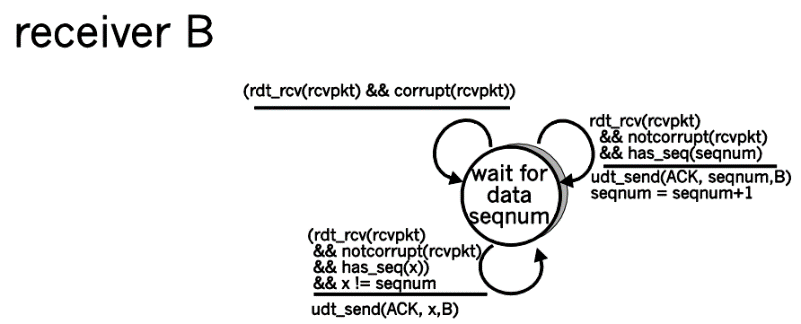 receiver B
(rdt_rcv(rcvpkt) && corrupt(rcvpkt))
rdt_rcv(rcvpkt)
&& notcorrupt(rcvpkt)
&& has_seq(seqnum)
udt_send(ACK, seqnum,B)
seqnum = seqnum+1
wait for
data
seqnum
(rdt_rcv(rcvpkt)
&& notcorrupt(rcvpkt)
&& has_seq(x))
&& x != seqnum
udt_send(ACK, x,B)